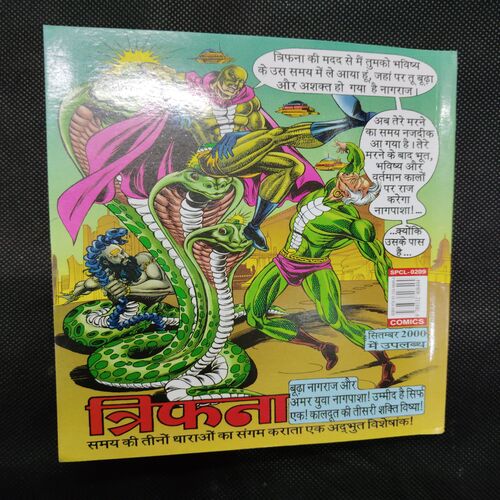 त्रिफना की मदद से मैं तुमको भविष्य
के उस समय में ले आया हूं, जहां पर तू बूढ़ा
और अशक्त हो गया है नागराज।
अब तेरे मरने
का समय नजदीक
आ गया है। तेरे
मरने के बाद भूत,
भविष्य और
वर्तमान कालों
पर राज
करेगा
नागपाशा!...
...क्योंकि
उसके पास
है...
SPCL-0209
COMICS
सितम्बर 2000
में उपलब्ध
बूढ़ा नागराज और
अमर युवा नागपाशा! उम्मीद है सिर्फ
एक! कालदूत की तीसरी शक्ति विष्या!
त्रिफना
समय की तीनों धाराओं का संगम कराता एक अद्भुत विशेषांक!